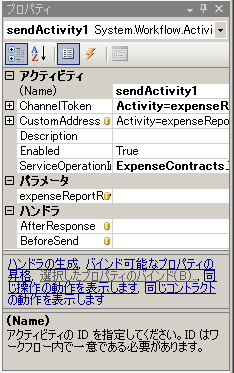 プロパティ
sendActivity1 System.Workflow.Activi
アクティビティ
(Name) sendActivity1
ChannelToken Activity=expenseR
CustomAddress Activity=expenseRepo
Description
Enabled True
ServiceOperationI ExpenseContracts.
パラメータ
expenseReportR
ハンドラ
AfterResponse
BeforeSend
ハンドラの生成, バインド可能なプロパティの
昇格, 選択したプロパティのバインド(B)... 同
じ操作の動作を表示します, 同じコントラクト
の動作を表示します
(Name)
アクティビティの ID を指定してください。ID はワ
ークフロー内で一意である必要があります。